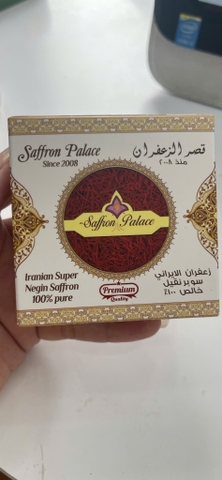 Saffron Palace
Since 2008
قصر الزعفران
منذ ٢٠٠٨
Saffron Palace
Iranian Super
Negin Saffron
100% pure
Premium
Quality
زعفران الايراني
سوبر نقيل
خالص ١٠٠٪